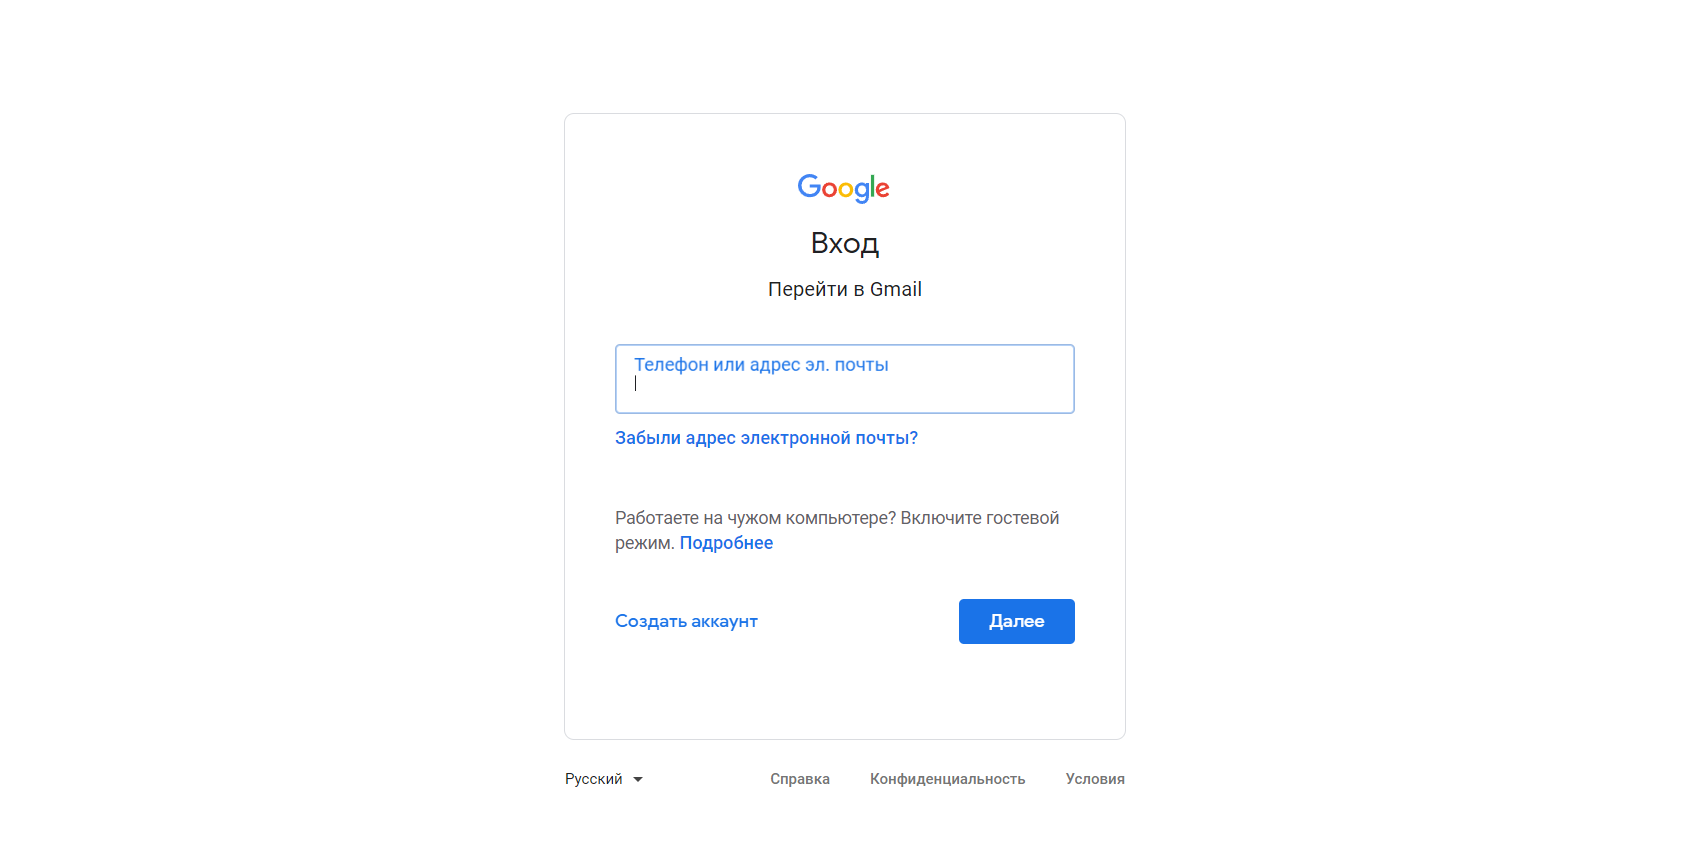 Google
Вход
Перейти в Gmail
Телефон или адрес эл. почты
Забыли адрес электронной почты?
Работаете на чужом компьютере? Включите гостевой
режим. Подробнее
Создать аккаунт
Далее
Русский
Справка
Конфиденциальность
Условия